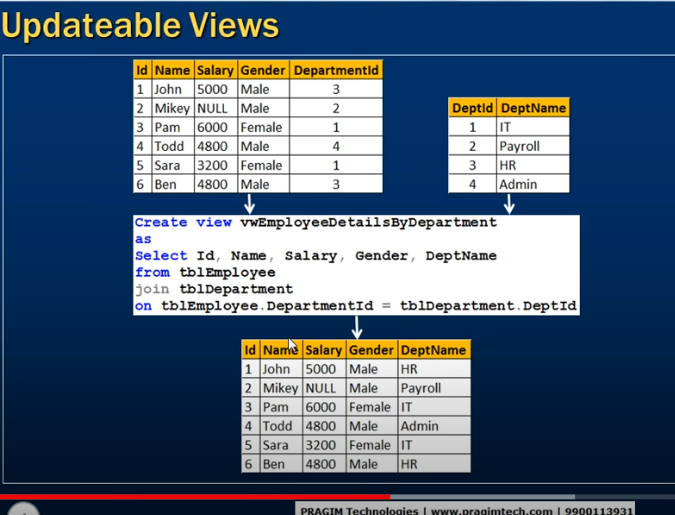 Updateable Views
Id Name Salary Gender DepartmentId
1 John 5000 Male 3
2 Mikey NULL Male 2
3 Pam 6000 Female 1
4 Todd 4800 Male 4
5 Sara 3200 Female 1
6 Ben 4800 Male 3
DeptId DeptName
1 IT
2 Payroll
3 HR
4 Admin
Create view vwEmployeeDetailsByDepartment
as
Select Id, Name, Salary, Gender, DeptName
from tblEmployee
join tblDepartment
on tblEmployee.DepartmentId = tblDepartment.DeptId
Id Name Salary Gender DeptName
1 John 5000 Male HR
2 Mikey NULL Male Payroll
3 Pam 6000 Female IT
4 Todd 4800 Male Admin
5 Sara 3200 Female IT
6 Ben 4800 Male HR
PRAGIM Technologies | www.pragimtech.com | 9900113931